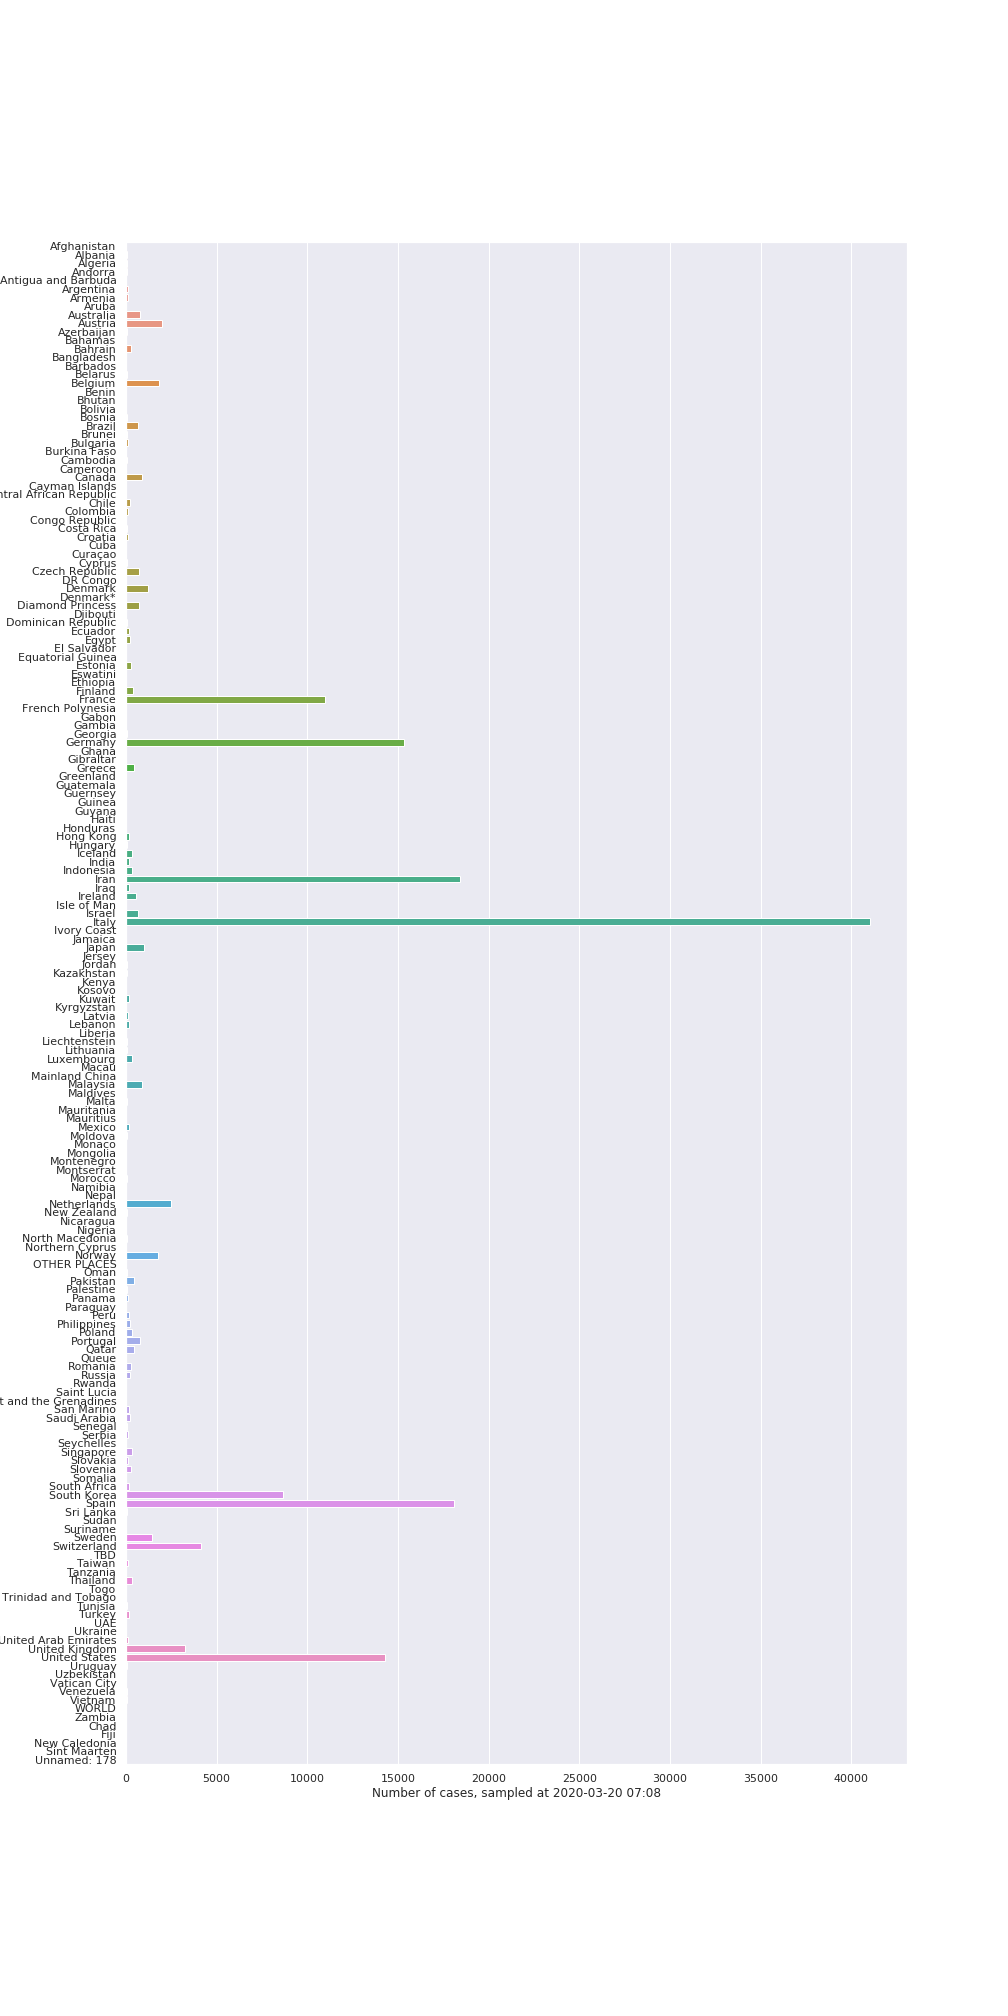 Afghanistan
Albania
Algeria
Andorra
Antigua and Barbuda
Argentina
Armenia
Aruba
Australia
Austria
Azerbaijan
Bahamas
Bahrain
Bangladesh
Barbados
Belarus
Belgium
Benin
Bhutan
Bolivia
Bosnia
Brazil
Brunei
Bulgaria
Burkina Faso
Cambodia
Cameroon
Canada
Cayman Islands
ntral African Republic
Chile
Colombia
Congo Republic
Costa Rica
Croatia
Cuba
Curaçao
Cyprus
Czech Republic
DR Congo
Denmark
Denmark*
Diamond Princess
Djibouti
Dominican Republic
Ecuador
Egypt
El Salvador
Equatorial Guinea
Estonia
Eswatini
Ethiopia
Finland
France
French Polynesia
Gabon
Gambia
Georgia
Germany
Ghana
Gibraltar
Greece
Greenland
Guatemala
Guernsey
Guinea
Guyana
Haiti
Honduras
Hong Kong
Hungary
Iceland
India
Indonesia
Iran
Iraq
Ireland
Isle of Man
Israel
Italy
Ivory Coast
Jamaica
Japan
Jersey
Jordan
Kazakhstan
Kenya
Kosovo
Kuwait
Kyrgyzstan
Latvia
Lebanon
Liberia
Liechtenstein
Lithuania
Luxembourg
Macau
Mainland China
Malaysia
Maldives
Malta
Mauritania
Mauritius
Mexico
Moldova
Monaco
Mongolia
Montenegro
Montserrat
Morocco
Namibia
Nepal
Netherlands
New Zealand
Nicaragua
Nigeria
North Macedonia
Northern Cyprus
Norway
OTHER PLACES
Oman
Pakistan
Palestine
Panama
Paraguay
Peru
Philippines
Poland
Portugal
Qatar
Queue
Romania
Russia
Rwanda
Saint Lucia
t and the Grenadines
San Marino
Saudi Arabia
Senegal
Serbia
Seychelles
Singapore
Slovakia
Slovenia
Somalia
South Africa
South Korea
Spain
Sri Lanka
Sudan
Suriname
Sweden
Switzerland
TBD
Taiwan
Tanzania
Thailand
Togo
Trinidad and Tobago
Tunisia
Turkey
UAE
Ukraine
United Arab Emirates
United Kingdom
United States
Uruguay
Uzbekistan
Vatican City
Venezuela
Vietnam
WORLD
Zambia
Chad
Fiji
New Caledonia
Sint Maarten
Unnamed: 178
0 5000 10000 15000 20000 25000 30000 35000 40000
Number of cases, sampled at 2020-03-20 07:08